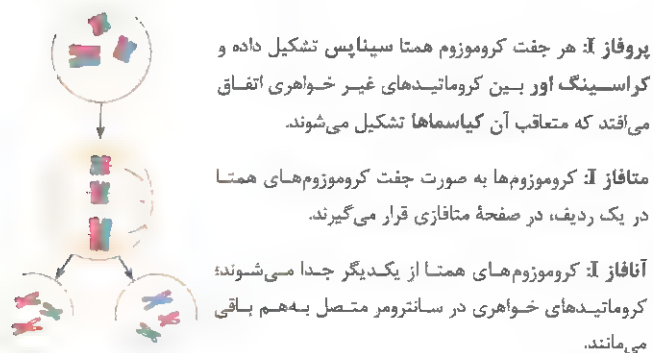 پروفاز I: هر جفت کروموزوم همتا سیناپس تشکیل داده و
کراسینگ اور بین کروماتیدهای غیر خواهری اتفاق
می‌افتد که متعاقب آن کیاسماها تشکیل می‌شوند.
متافاز I: کروموزوم‌ها به صورت جفت کروموزوم‌های همتا
در یک ردیف، در صفحهٔ متافازی قرار می‌گیرند.
آنافاز I: کروموزوم‌های همتا از یکدیگر جدا می‌شوند؛
کروماتیدهای خواهری در سانترومر متصل به‌هم باقی
می‌مانند.